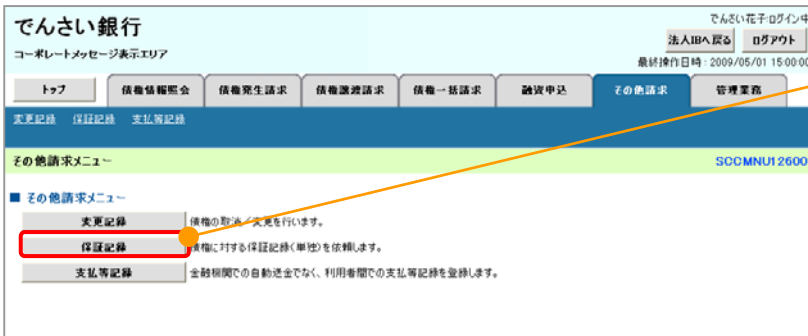 でんさい銀行
コーポレートメッセージ表示エリア
でんさい花子:ログイン中
法人IBへ戻る ログアウト
最終操作日時:2009/05/01 15:00:00
トップ 債権情報照会 債権発生請求 債権譲渡請求 債権一括請求 融資申込 その他請求 管理業務
変更記録 保証記録 支払等記録
その他請求メニュー SCCMNU12600
■ その他請求メニュー
変更記録 債権の取消/変更を行います。
保証記録 債権に対する保証記録(単独)を依頼します。
支払等記録 金融機関での自動送金でなく、利用者間での支払等記録を登録します。